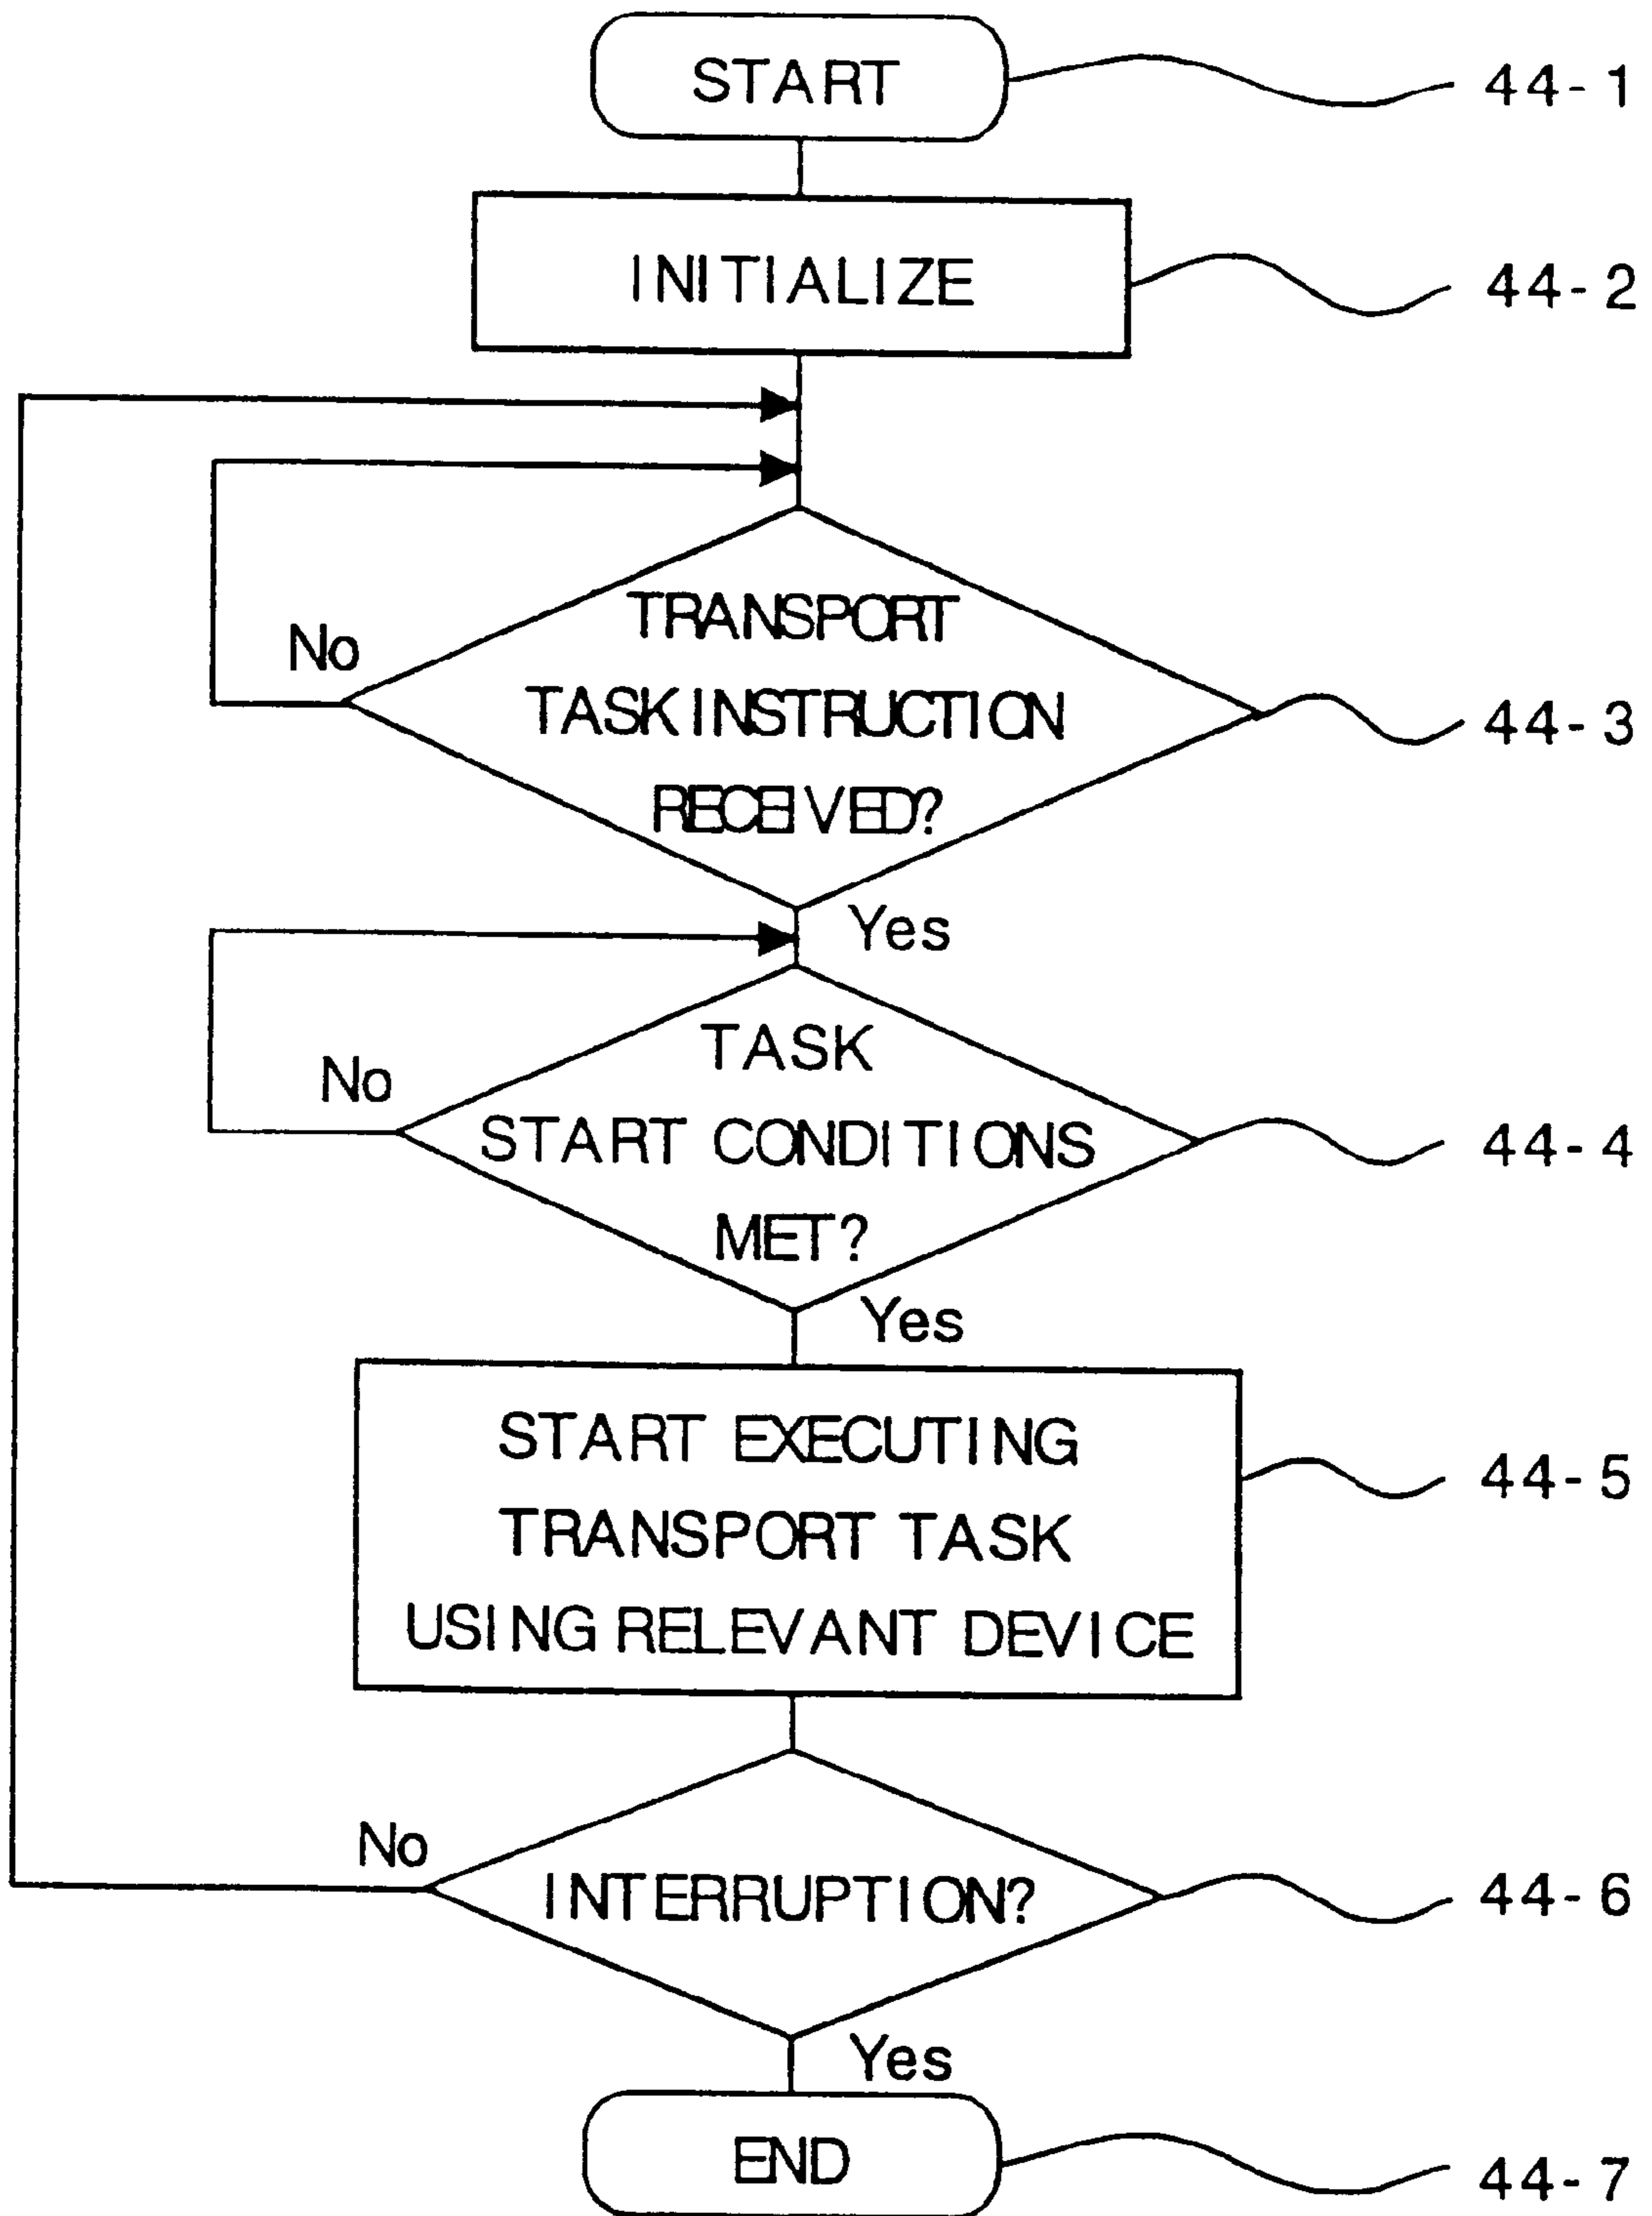 START
44-1
INITIALIZE
44-2
No
TRANSPORT
TASK INSTRUCTION
RECEIVED?
44-3
Yes
No
TASK
START CONDITIONS
MET?
44-4
Yes
START EXECUTING
TRANSPORT TASK
USING RELEVANT DEVICE
44-5
No
INTERRUPTION?
44-6
Yes
END
44-7